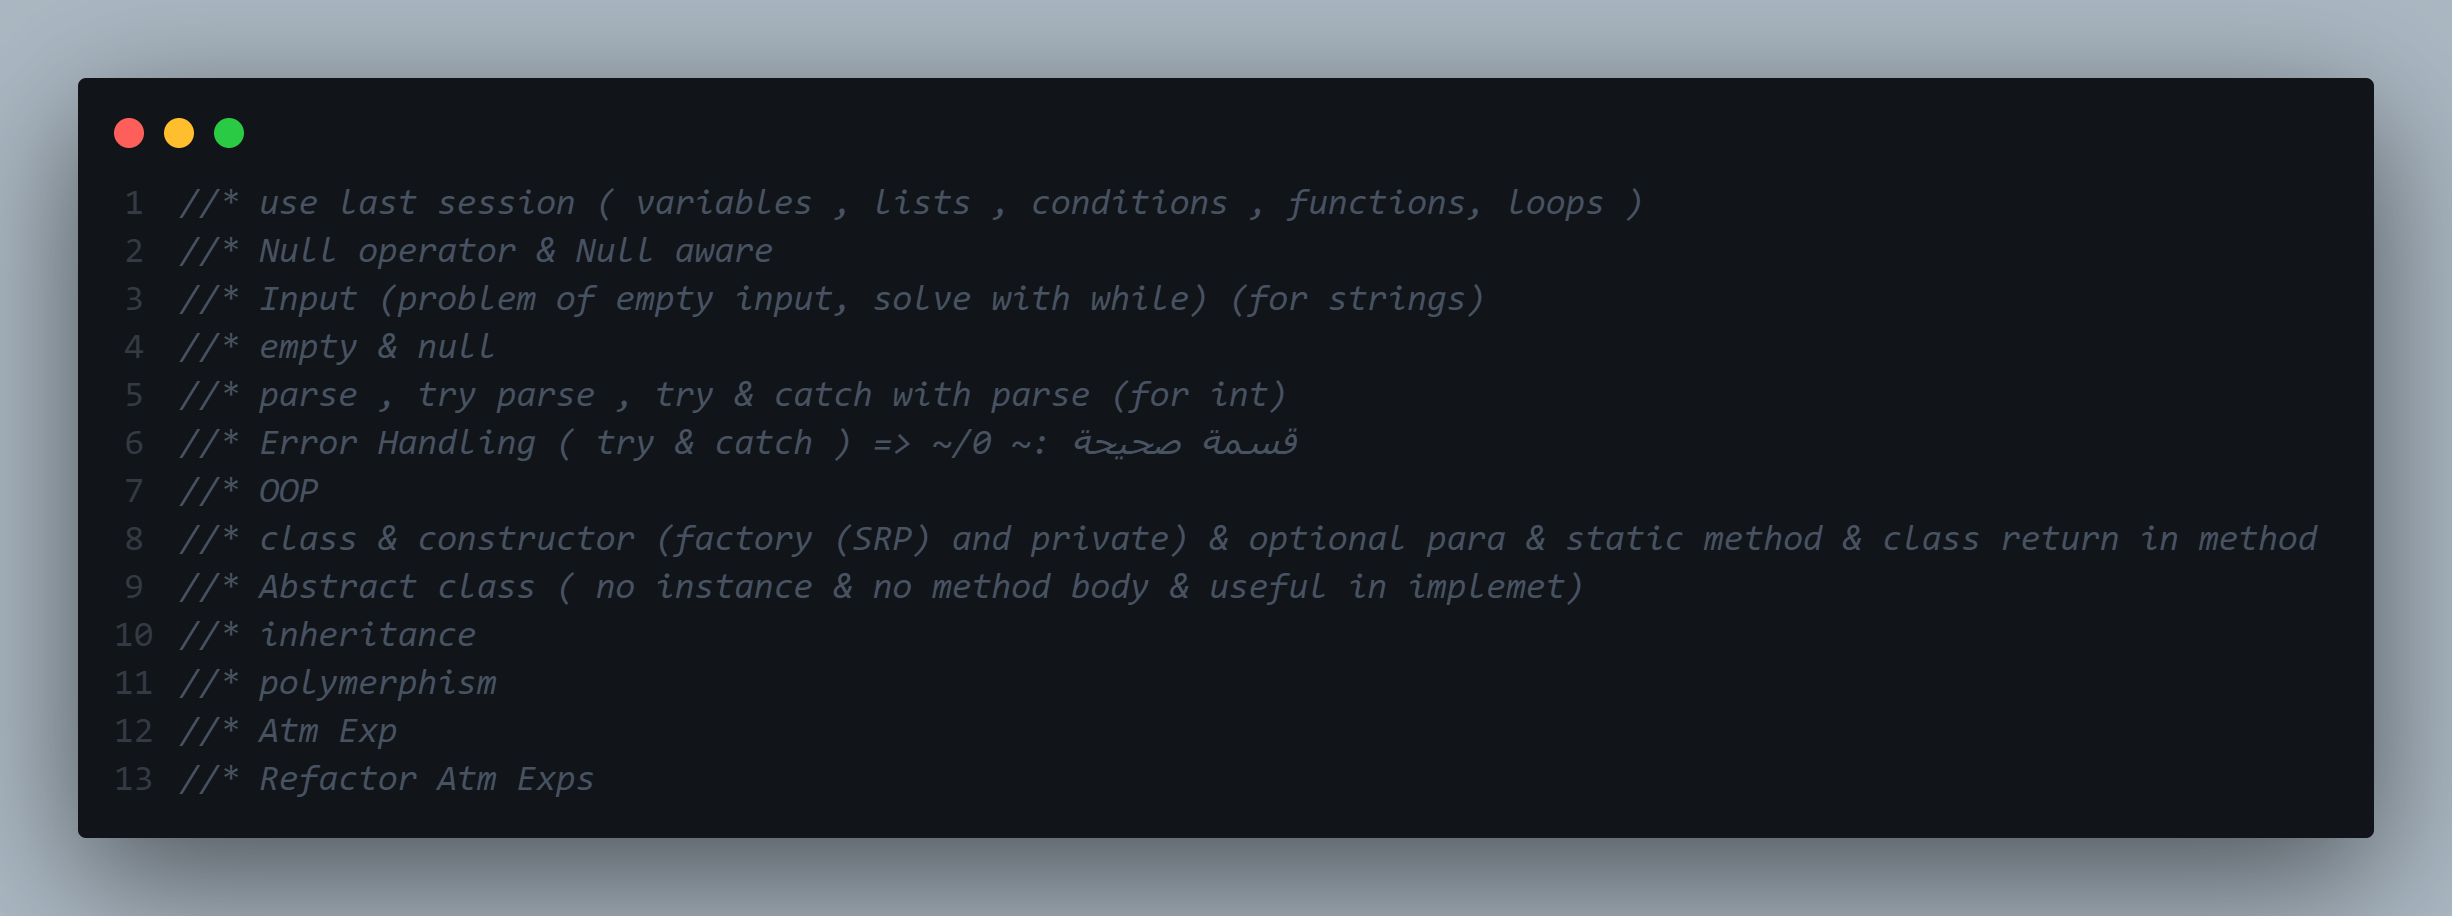 1 //* use last session ( variables , lists , conditions , functions, loops )
2 //* Null operator & Null aware
3 //* Input (problem of empty input, solve with while) (for strings)
4 //* empty & null
5 //* parse , try parse , try & catch with parse (for int)
6 //* Error Handling ( try & catch ) => ~/0 ~: قسمة صحيحة
7 //* OOP
8 //* class & constructor (factory (SRP) and private) & optional para & static method & class return in method
9 //* Abstract class ( no instance & no method body & useful in implemet)
10 //* inheritance
11 //* polymerphism
12 //* Atm Exp
13 //* Refactor Atm Exps